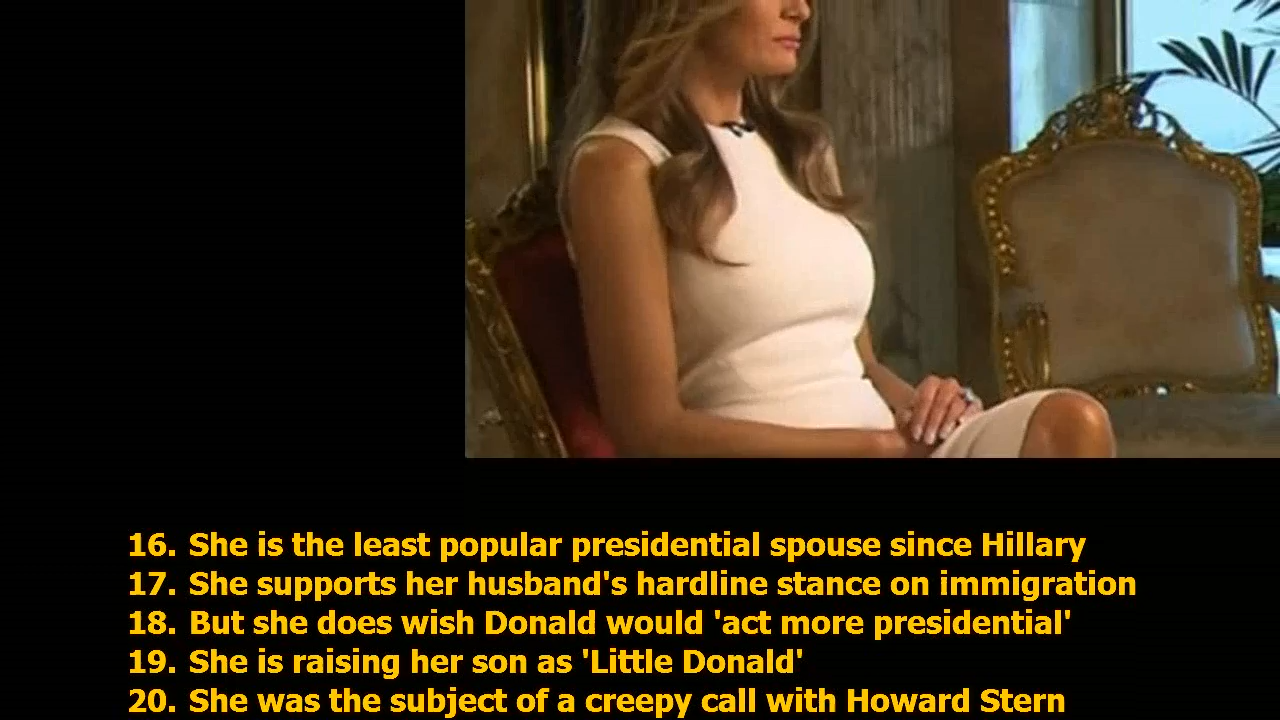 16. She is the least popular presidential spouse since Hillary
17. She supports her husband's hardline stance on immigration
18. But she does wish Donald would 'act more presidential'
19. She is raising her son as 'Little Donald'
20. She was the subject of a creepy call with Howard Stern